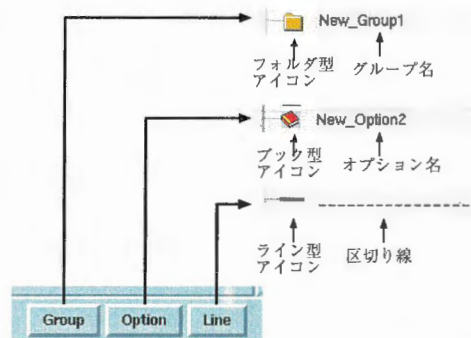 New_Group1
フォルダ型
アイコン
グループ名
New_Option2
ブック型
アイコン
オプション名
ライン型
アイコン
区切り線
Group Option Line